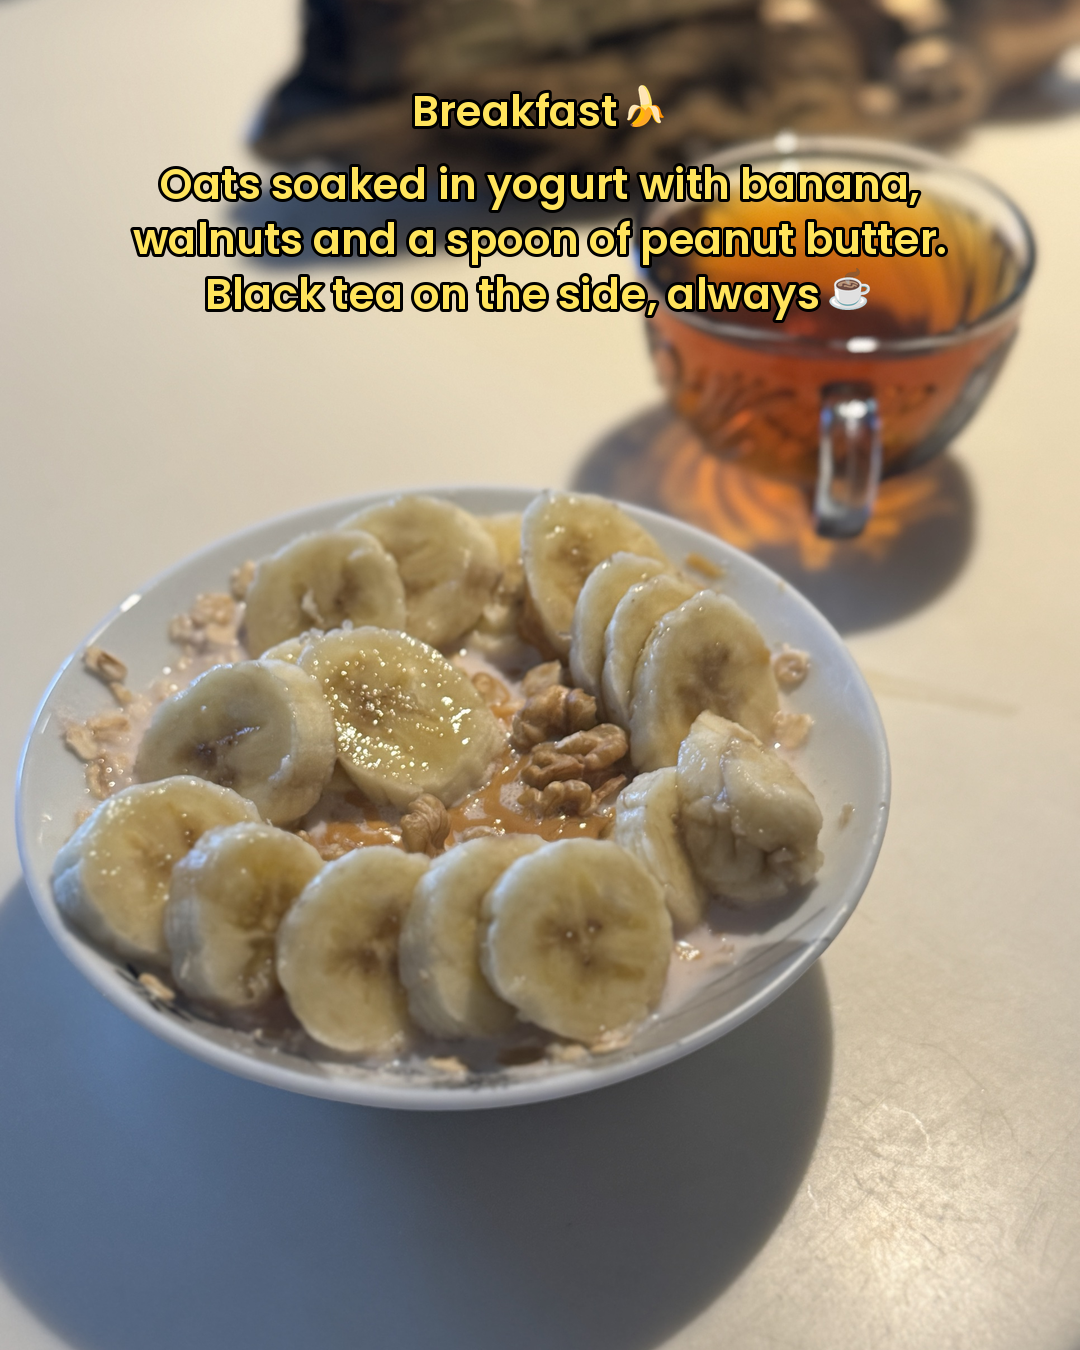 Breakfast 🍌
Oats soaked in yogurt with banana,
walnuts and a spoon of peanut butter.
Black tea on the side, always ☕